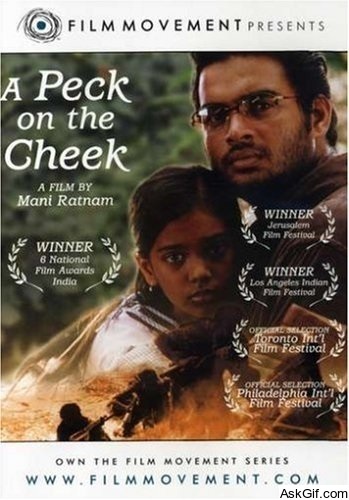 FILM MOVEMENT PRESENTS
A Peck
on the
Cheek
A FILM BY
Mani Ratnam
WINNER
6 National
Film Awards
India
WINNER
Jerusalem
Film Festival
WINNER
Los Angeles Indian
Film Festival
OFFICIAL SELECTION
Toronto Int'l
Film Festival
OFFICIAL SELECTION
Philadelphia Int'l
Film Festival
OWN THE FILM MOVEMENT SERIES
WWW.FILMMOVEMENT.COM
AskGif.com